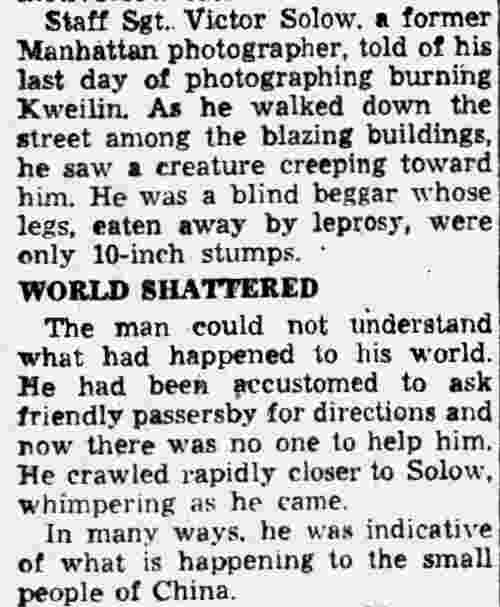 Staff Sgt. Victor Solow, a former
Manhattan photographer, told of his
last day of photographing burning
Kweilin. As he walked down the
street among the blazing buildings,
he saw a creature creeping toward
him. He was a blind beggar whose
legs, eaten away by leprosy, were
only 10-inch stumps.
WORLD SHATTERED
The man could not understand
what had happened to his world.
He had been accustomed to ask
friendly passersby for directions and
now there was no one to help him.
He crawled rapidly closer to Solow,
whimpering as he came.
In many ways, he was indicative
of what is happening to the small
people of China.